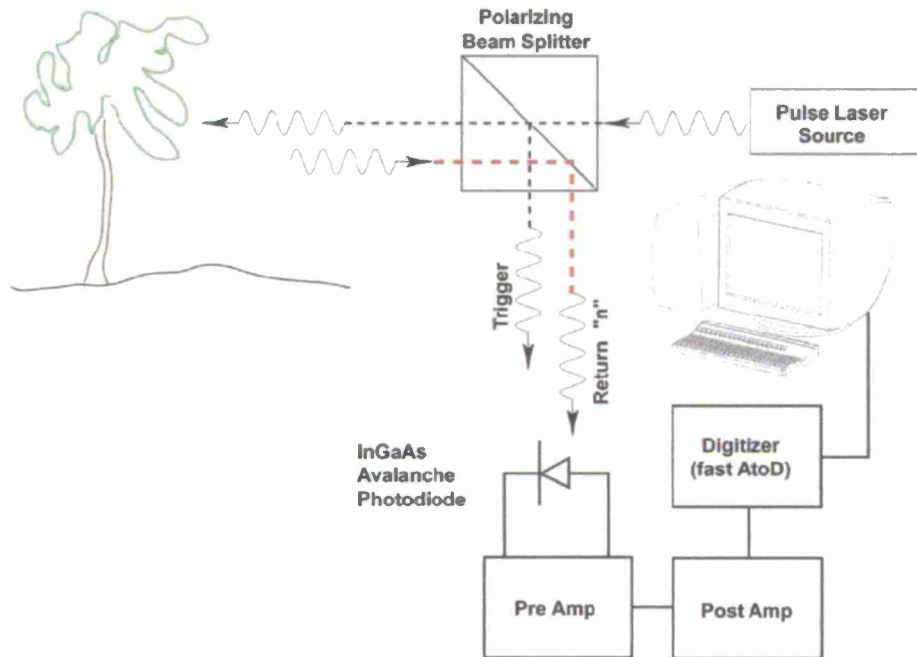 Polarizing
Beam Splitter
Pulse Laser
Source
Trigger
Return "n"
InGaAs
Avalanche
Photodiode
Digitizer
(fast AtoD)
Pre Amp
Post Amp